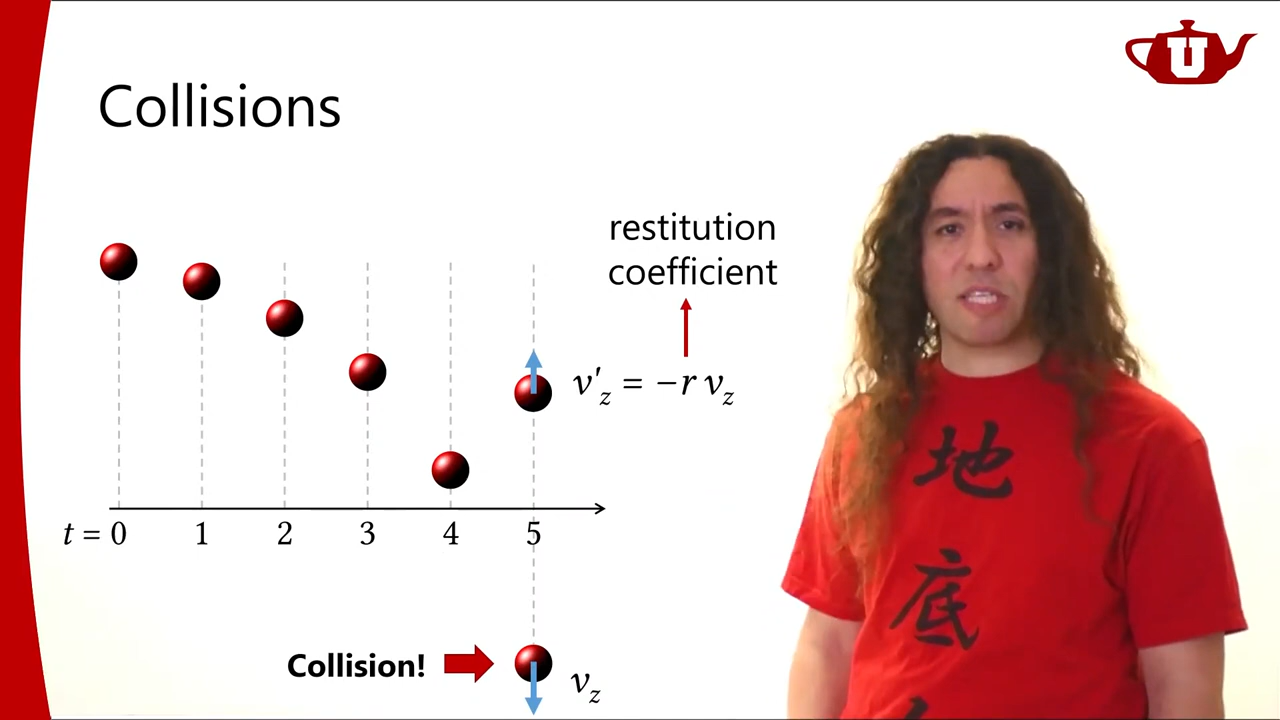 U
Collisions
restitution
coefficient
v′z = −r vz
t = 0 1 2 3 4 5
Collision!
vz
地
底